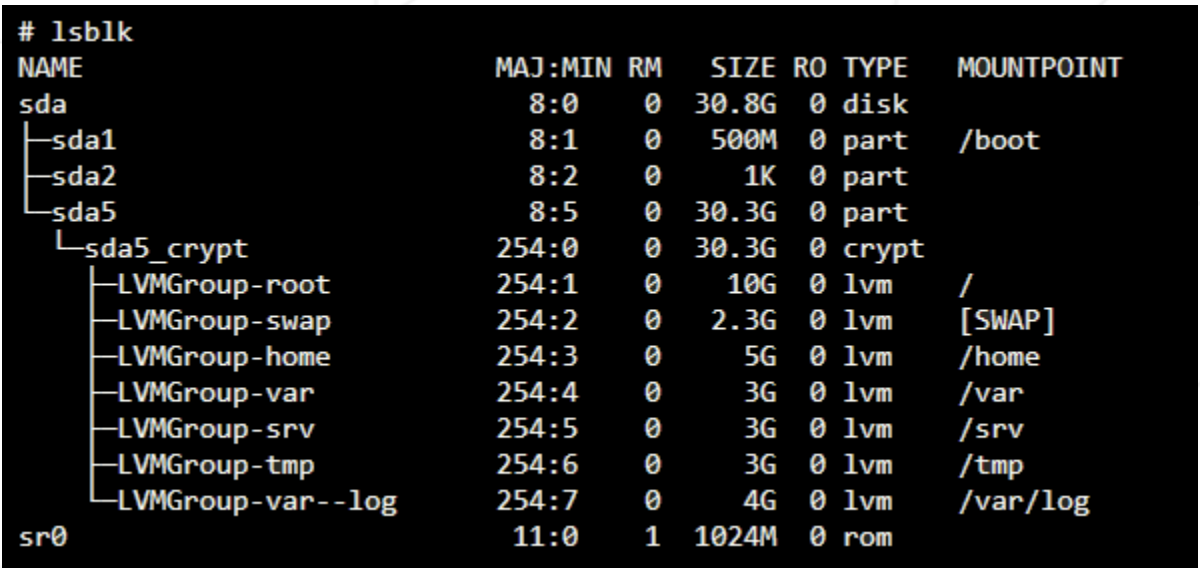 # lsblk
NAME                    MAJ:MIN RM   SIZE RO TYPE   MOUNTPOINT
sda                       8:0    0  30.8G  0 disk
├─sda1                    8:1    0   500M  0 part   /boot
├─sda2                    8:2    0     1K  0 part
└─sda5                    8:5    0  30.3G  0 part
  └─sda5_crypt          254:0    0  30.3G  0 crypt
    ├─LVMGroup-root     254:1    0    10G  0 lvm    /
    ├─LVMGroup-swap     254:2    0   2.3G  0 lvm    [SWAP]
    ├─LVMGroup-home     254:3    0     5G  0 lvm    /home
    ├─LVMGroup-var      254:4    0     3G  0 lvm    /var
    ├─LVMGroup-srv      254:5    0     3G  0 lvm    /srv
    ├─LVMGroup-tmp      254:6    0     3G  0 lvm    /tmp
    └─LVMGroup-var--log 254:7    0     4G  0 lvm    /var/log
sr0                      11:0    1  1024M  0 rom